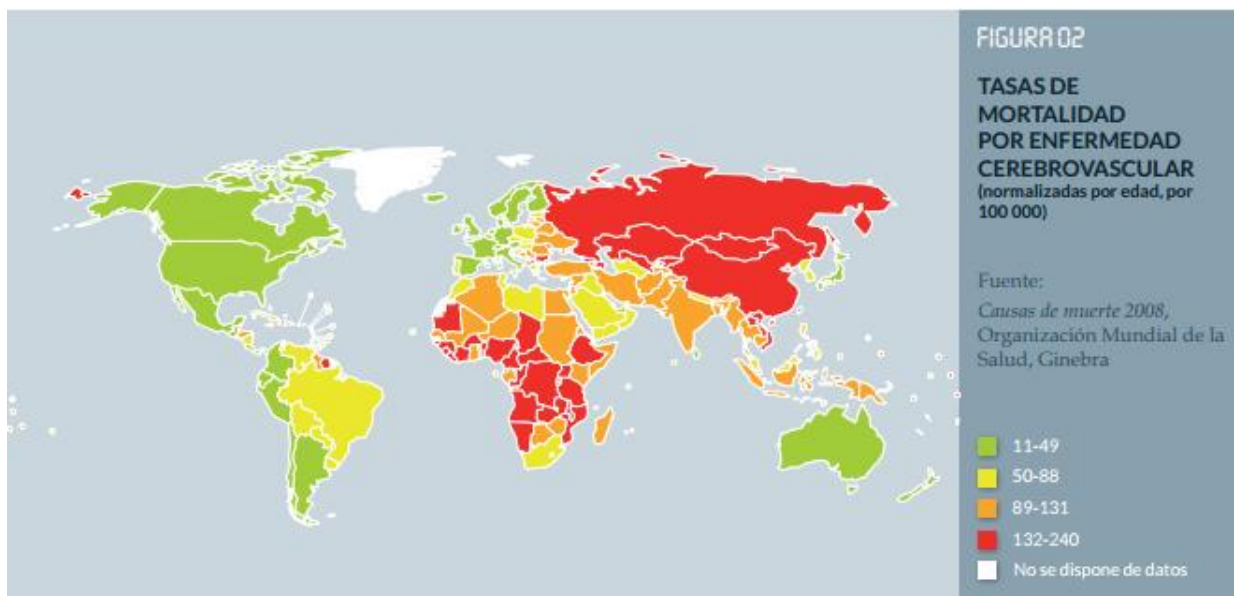 FIGURA 02
TASAS DE
MORTALIDAD
POR ENFERMEDAD
CEREBROVASCULAR
(normalizadas por edad, por
100 000)
Fuente:
Causas de muerte 2008,
Organización Mundial de la
Salud, Ginebra
11-49
50-88
89-131
132-240
No se dispone de datos